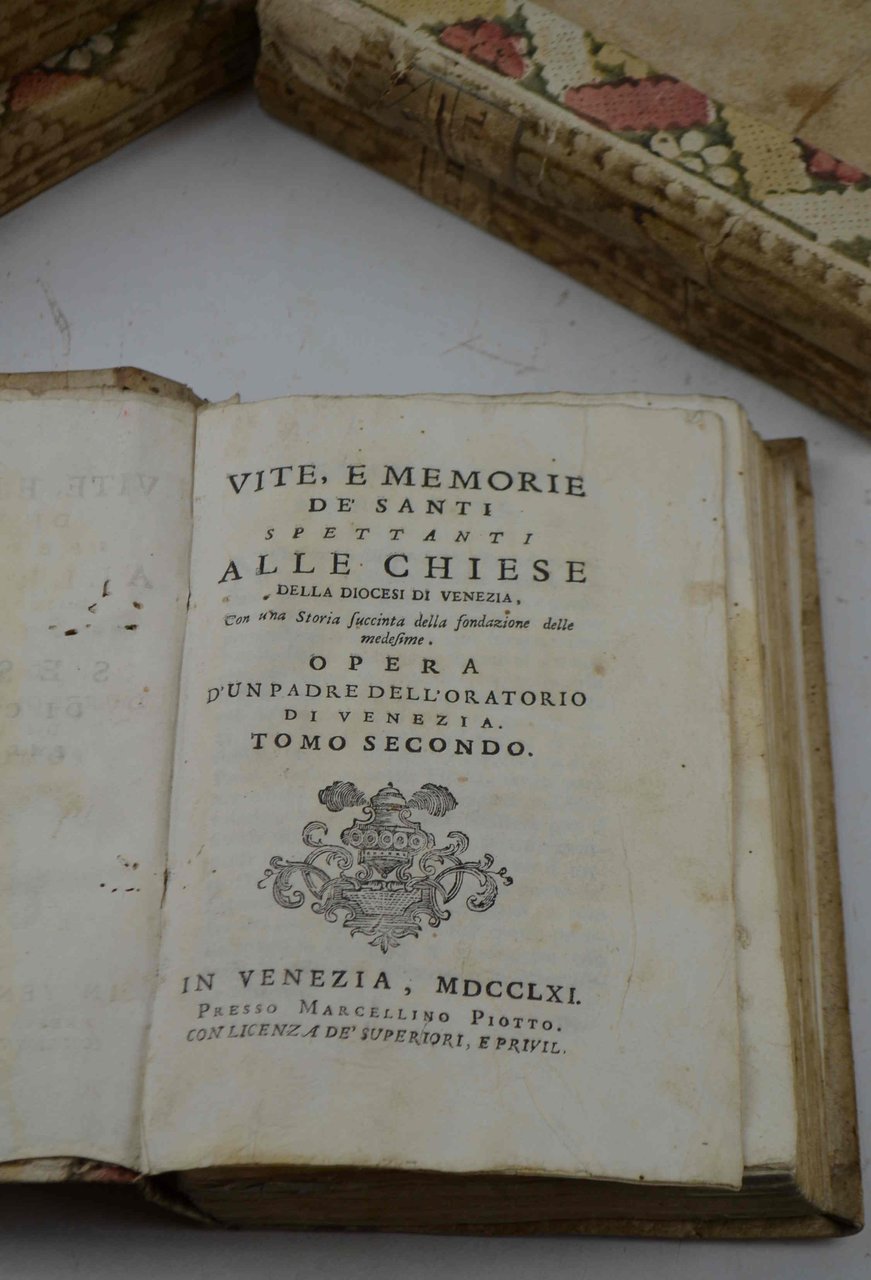 VITE, E MEMORIE
DE' SANTI
SPETTANTI
ALLE CHIESE
DELLA DIOCESI DI VENEZIA,
Con una Storia ſuccinta della fondazione delle
medeſime.
OPERA
D'UN PADRE DELL'ORATORIO
DI VENEZIA.
TOMO SECONDO.
IN VENEZIA, MDCCLXI.
PRESSO MARCELLINO PIOTTO.
CON LICENZA DE' SUPERIORI, E PRIVIL.